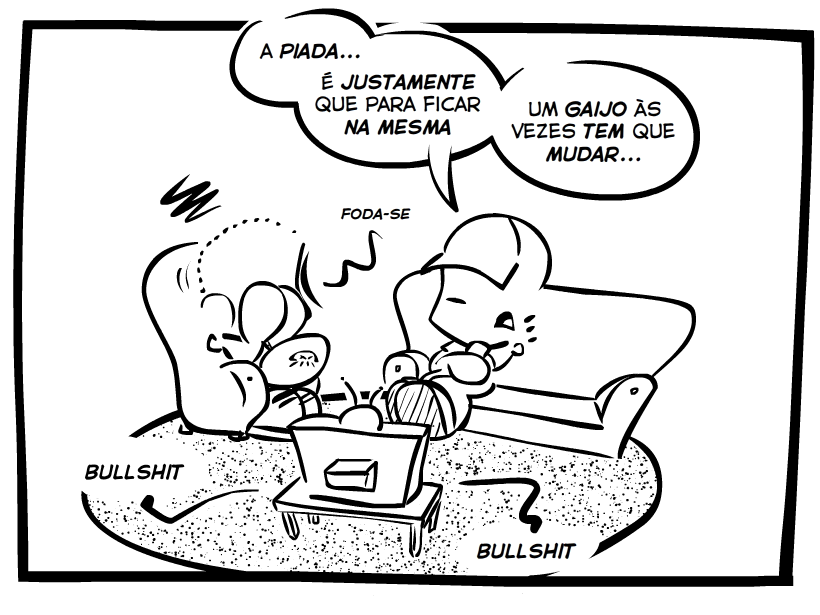 A PIADA...
É JUSTAMENTE
QUE PARA FICAR
NA MESMA
UM GAIJO ÀS
VEZES TEM QUE
MUDAR...
FODA-SE
BULLSHIT
BULLSHIT